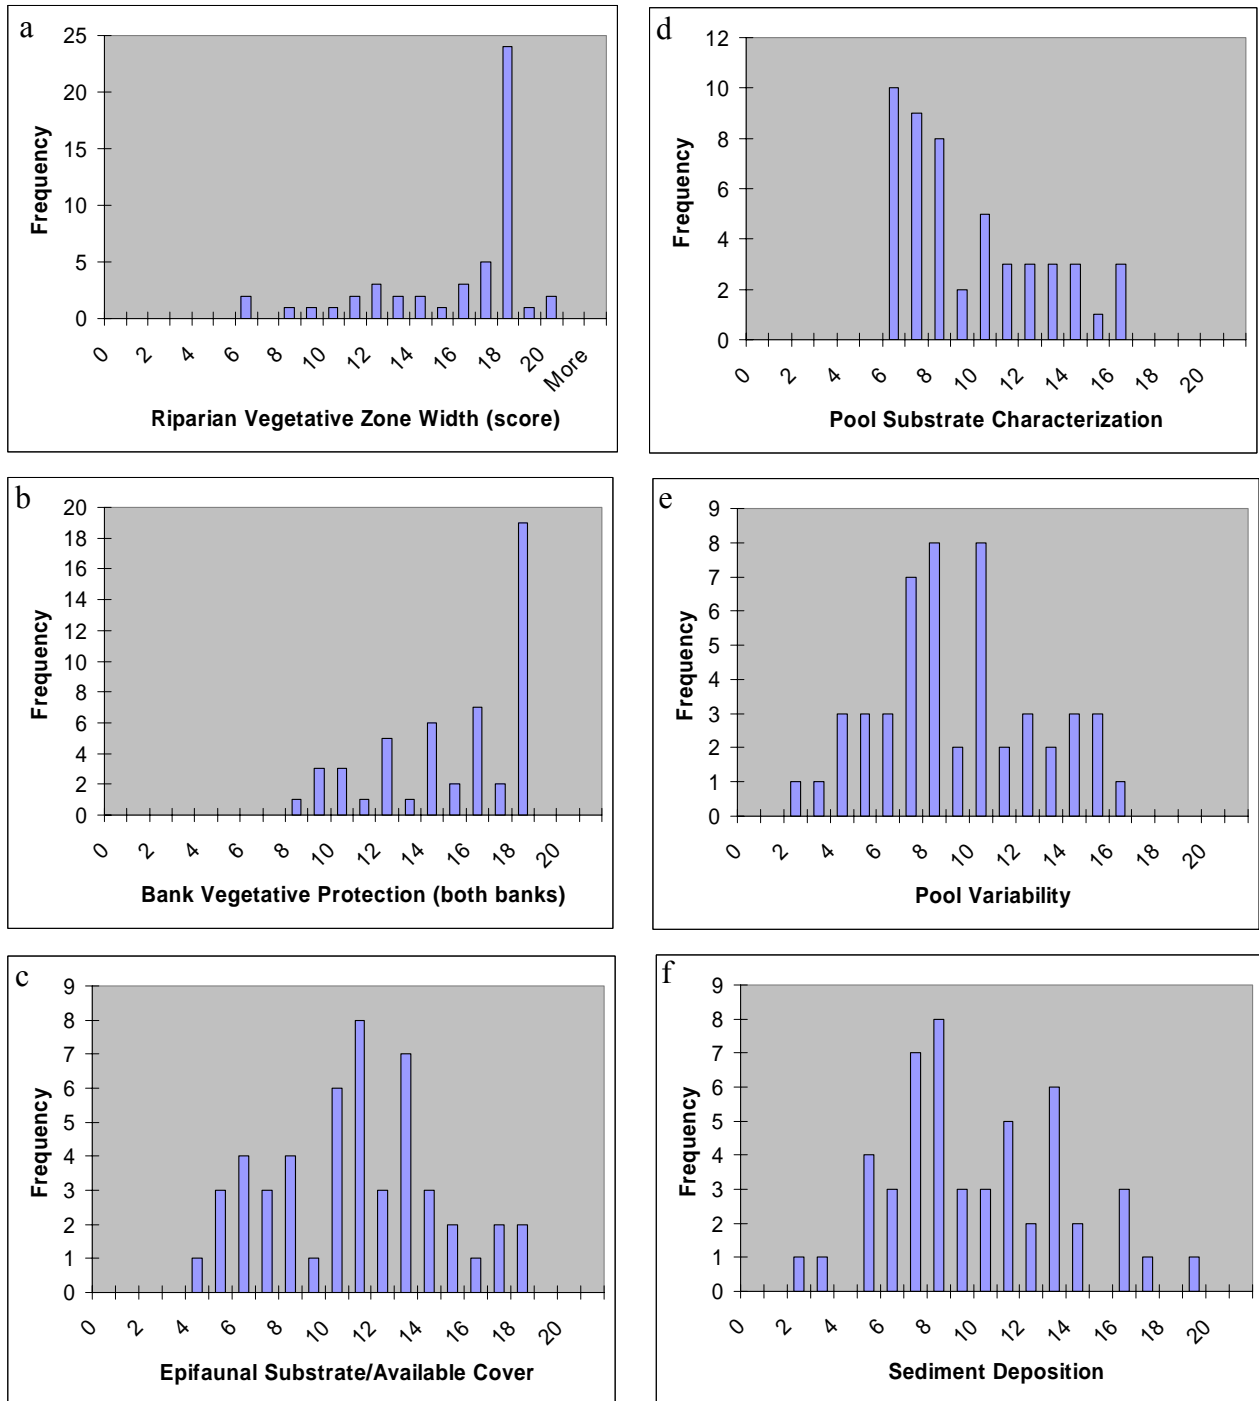 a
25
20
15
10
5
0
Frequency
0 2 4 6 8 10 12 14 16 18 20 More
Riparian Vegetative Zone Width (score)
b
20
18
16
14
12
10
8
6
4
2
0
Frequency
0 2 4 6 8 10 12 14 16 18 20
Bank Vegetative Protection (both banks)
c
9
8
7
6
5
4
3
2
1
0
Frequency
0 2 4 6 8 10 12 14 16 18 20
Epifaunal Substrate/Available Cover
d
12
10
8
6
4
2
0
Frequency
0 2 4 6 8 10 12 14 16 18 20
Pool Substrate Characterization
e
9
8
7
6
5
4
3
2
1
0
Frequency
0 2 4 6 8 10 12 14 16 18 20
Pool Variability
f
9
8
7
6
5
4
3
2
1
0
Frequency
0 2 4 6 8 10 12 14 16 18 20
Sediment Deposition